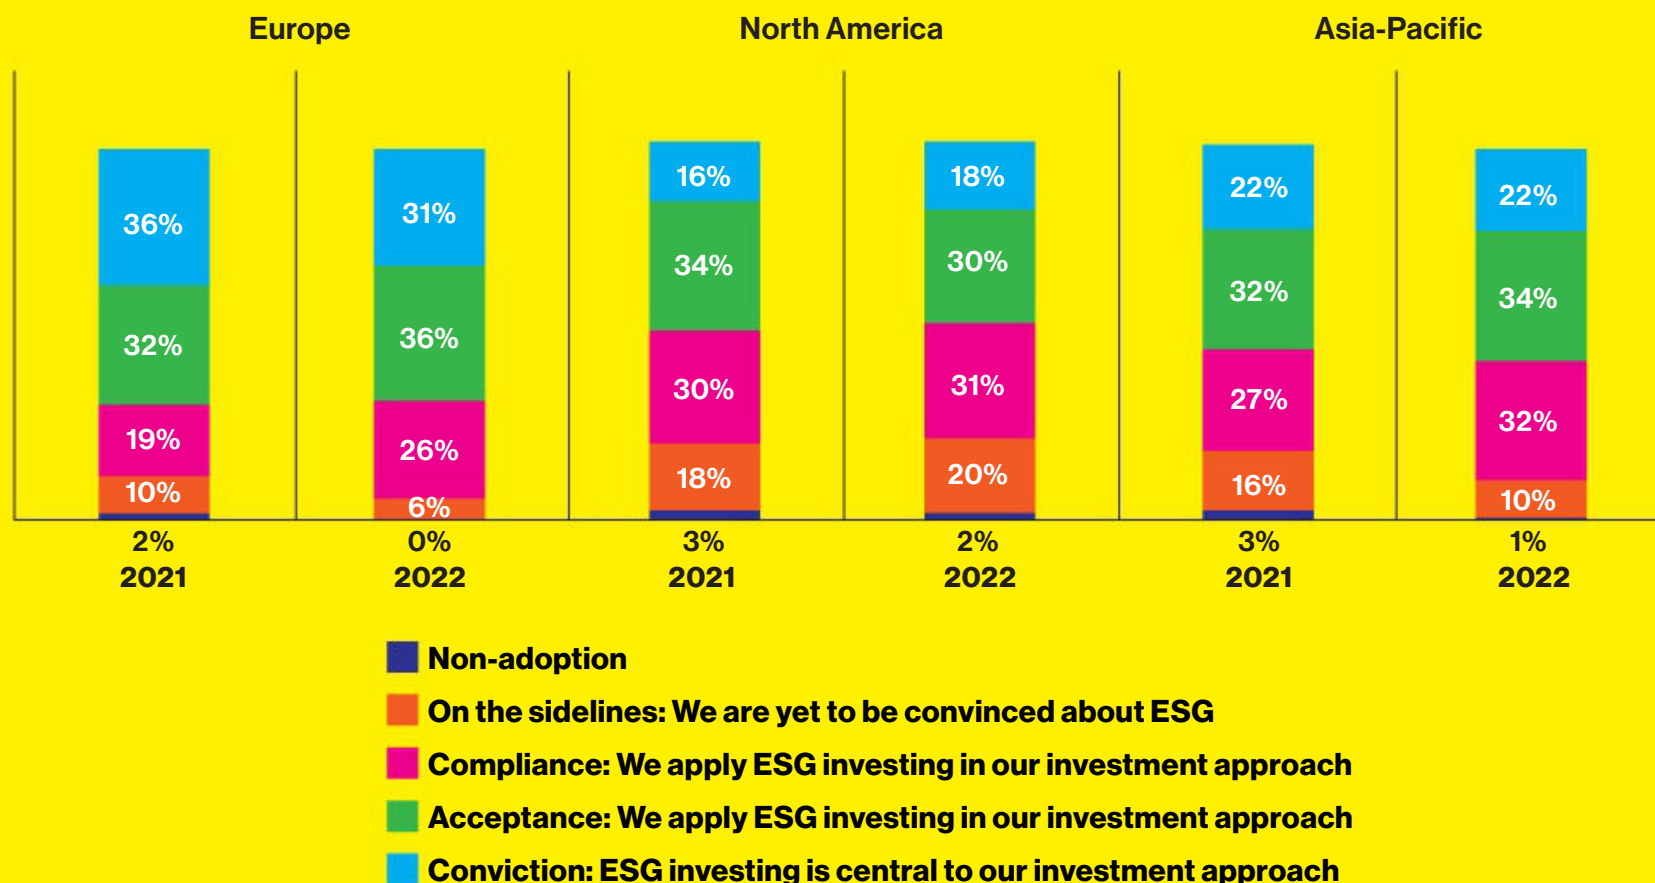 Europe North America Asia-Pacific
36% 31% 16% 18% 22% 22%
32% 36% 34% 30% 32% 34%
19% 26% 30% 31% 27% 32%
10% 6% 18% 20% 16% 10%
2% 0% 3% 2% 3% 1%
2021 2022 2021 2022 2021 2022
Non-adoption
On the sidelines: We are yet to be convinced about ESG
Compliance: We apply ESG investing in our investment approach
Acceptance: We apply ESG investing in our investment approach
Conviction: ESG investing is central to our investment approach